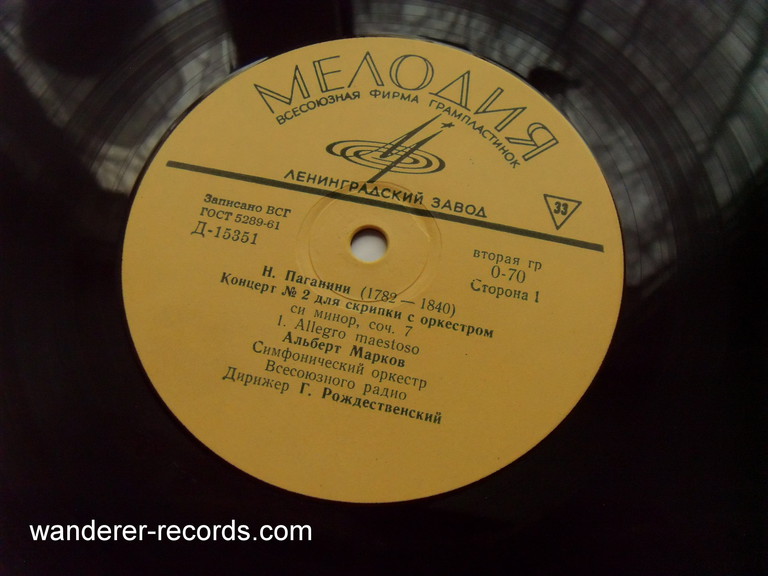 МЕЛОДИЯ
ВСЕСОЮЗНАЯ ФИРМА ГРАМПЛАСТИНОК
ЛЕНИНГРАДСКИЙ ЗАВОД
33
Записано ВСГ
ГОСТ 5289-61
Д-15351
вторая гр
0-70
Сторона 1
Н. Паганини (1782 — 1840)
Концерт № 2 для скрипки с оркестром
си минор, соч. 7
1. Allegro maestoso
Альберт Марков
Симфонический оркестр
Всесоюзного радио
Дирижер Г. Рождественский
wanderer-records.com